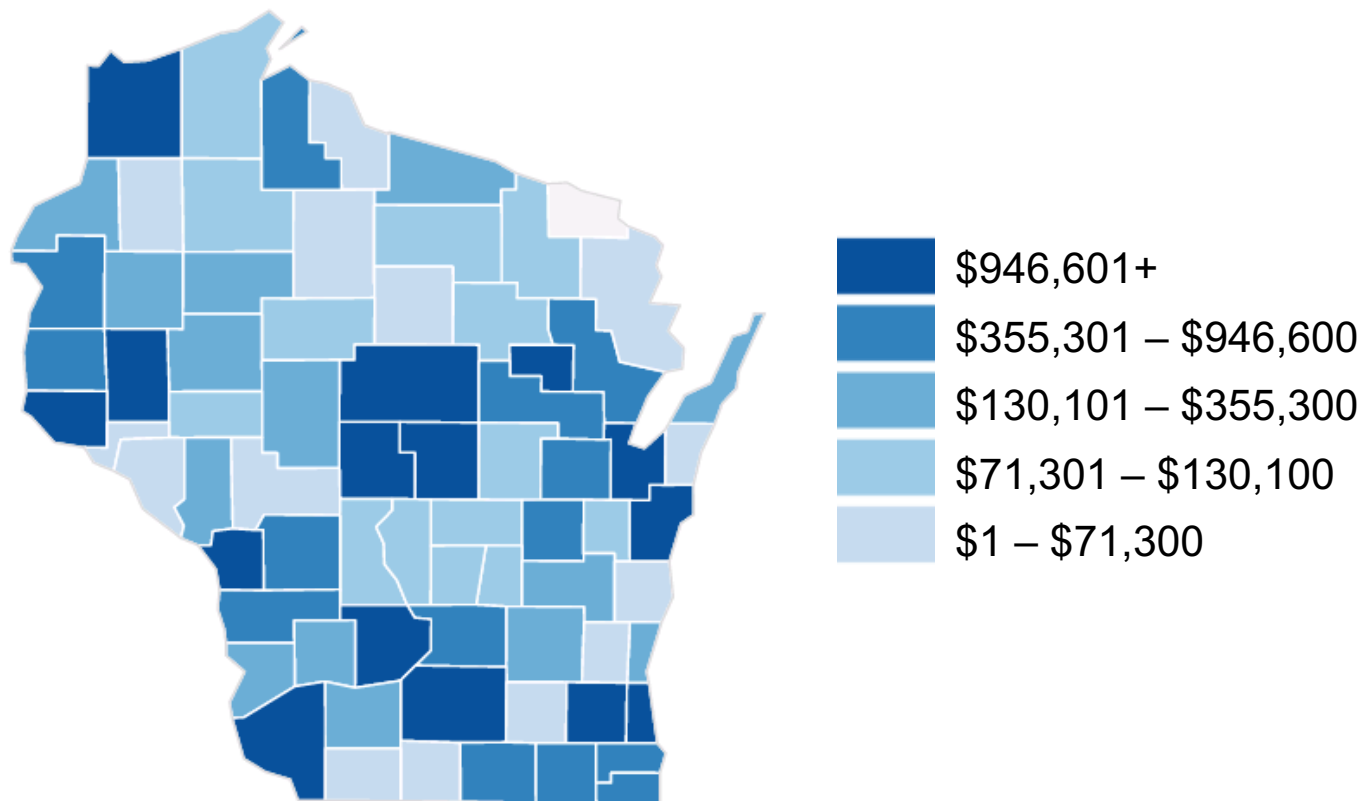 $946,601+
$355,301 – $946,600
$130,101 – $355,300
$71,301 – $130,100
$1 – $71,300